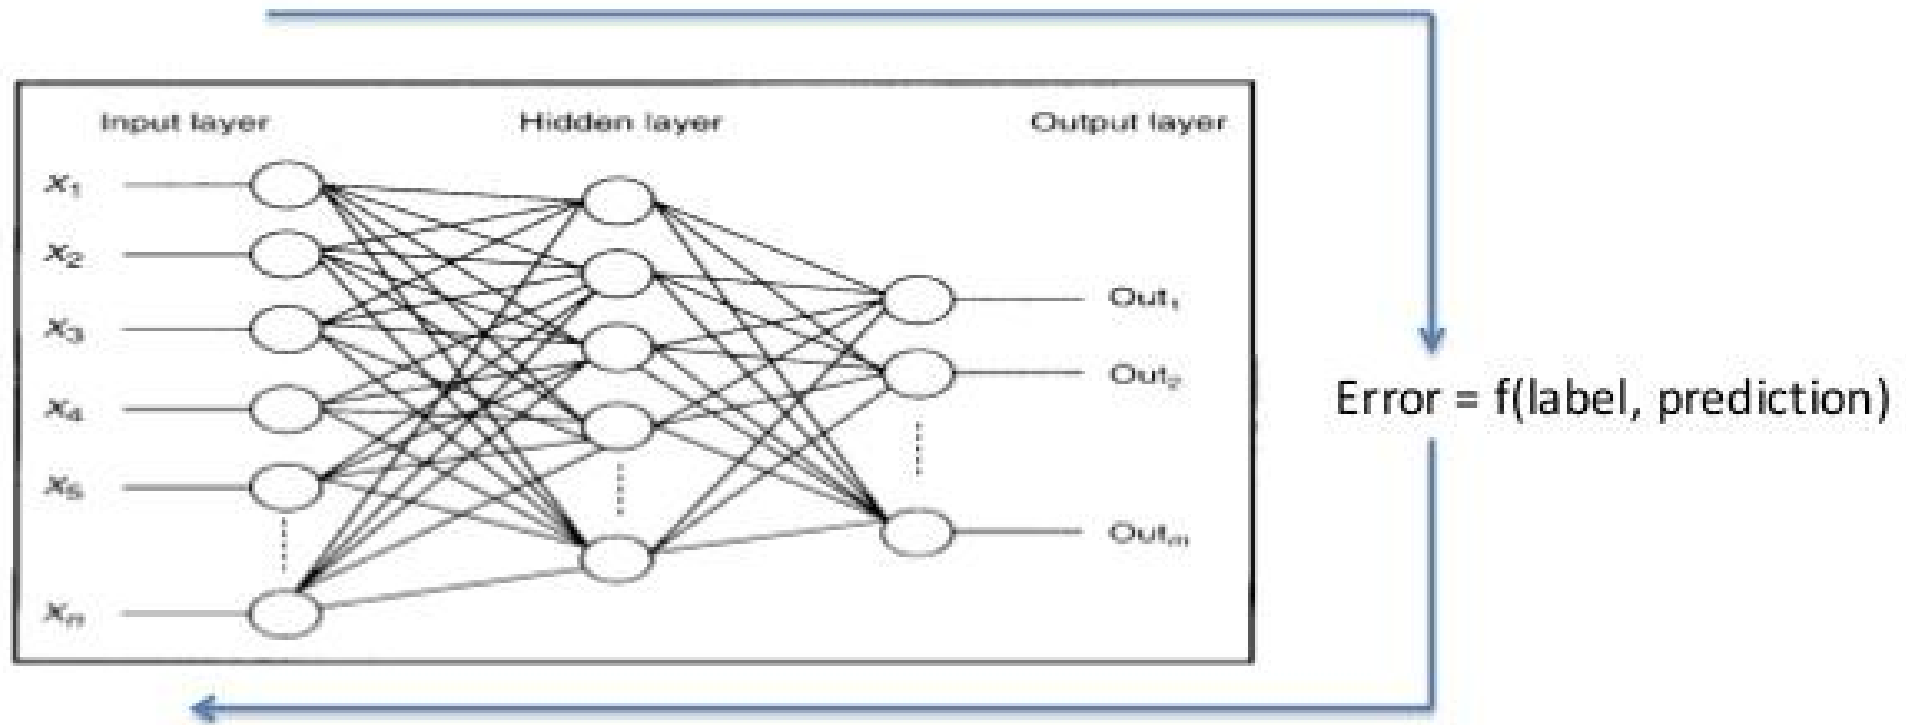 Input layer Hidden layer Output layer
X₁
X₂
X₃
X₄
X₅
Xₙ
Out₁
Out₂
Outₘ
Error = f(label, prediction)